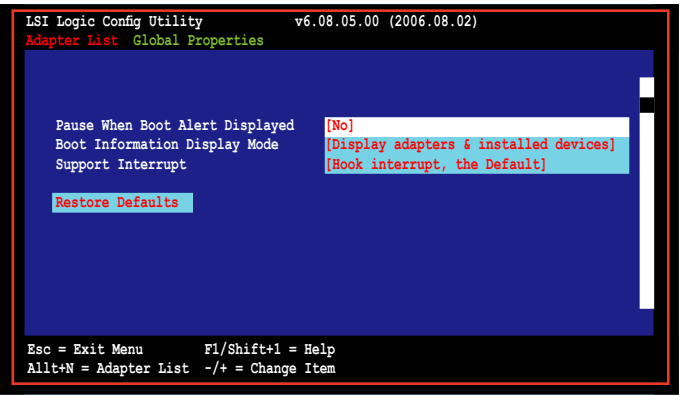 LSI Logic Config Utility v6.08.05.00 (2006.08.02)
Adapter List Global Properties
Pause When Boot Alert Displayed [No]
Boot Information Display Mode [Display adapters & installed devices]
Support Interrupt [Hook interrupt, the Default]
Restore Defaults
Esc = Exit Menu F1/Shift+1 = Help
Allt+N = Adapter List -/+ = Change Item